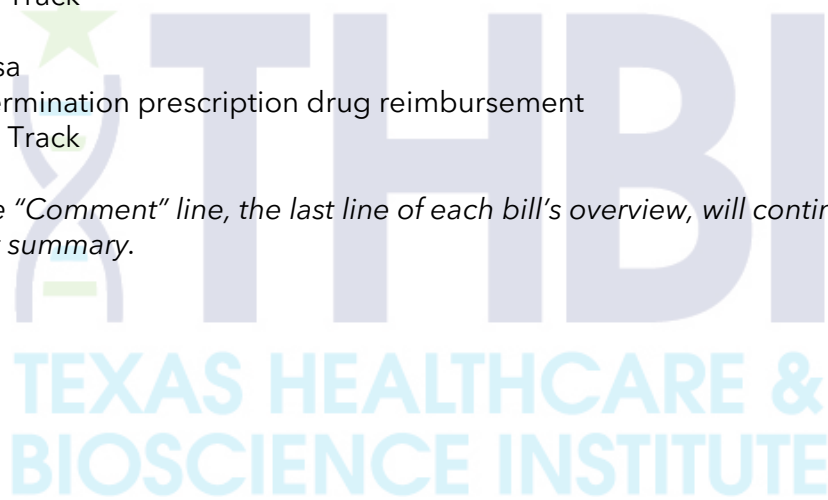 Track
sa
ermination prescription drug reimbursement
Track
e “Comment” line, the last line of each bill’s overview, will contin
summary.
THBI
TEXAS HEALTHCARE &
BIOSCIENCE INSTITUTE